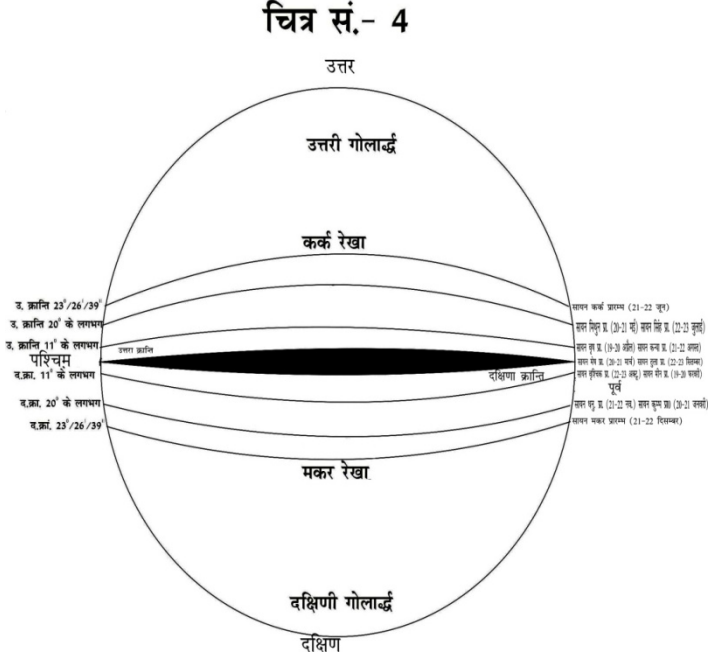 चित्र सं.- 4
उत्तर
उत्तरी गोलार्द्ध
कर्क रेखा
उ. क्रान्ति 23°/26'/39"
सायन कर्क प्रारम्भ (21-22 जून)
उ. क्रान्ति 20° के लगभग
सायन मिथुन प्र. (20-21 मई) सायन सिंह प्र. (22-23 जुलाई)
उ. क्रान्ति 11° के लगभग
उत्तरा क्रान्ति
सायन वृष प्र. (19-20 अप्रैल) सायन कन्या प्र. (21-22 अगस्त)
पश्चिम्
सायन मेष प्र. (20-21 मार्च) सायन तुला प्र. (22-23 सितम्बर)
द.क्रा. 11° के लगभग
दक्षिणा क्रान्ति
सायन वृश्चिक प्र. (22-23 अक्टू) सायन मीन प्र. (19-20 फरवरी)
पूर्व
द.क्रा. 20° के लगभग
सायन धनु. प्र. (21-22 नव.) सायन कुम्भ प्र0 (20-21 जनवरी)
द.क्रां. 23°/26'/39"
सायन मकर प्रारम्भ (21-22 दिसम्बर)
मकर रेखा
दक्षिणी गोलार्द्ध
दक्षिण